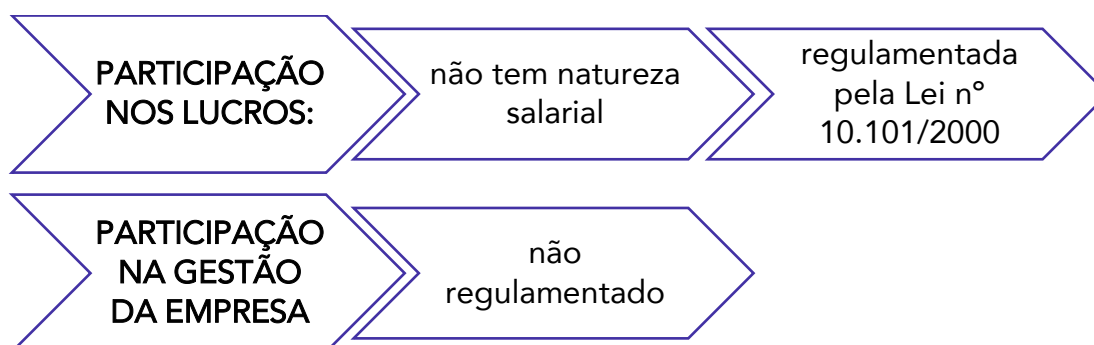 PARTICIPAÇÃO
NOS LUCROS:
não tem natureza
salarial
regulamentada
pela Lei nº
10.101/2000
PARTICIPAÇÃO
NA GESTÃO
DA EMPRESA
não
regulamentado